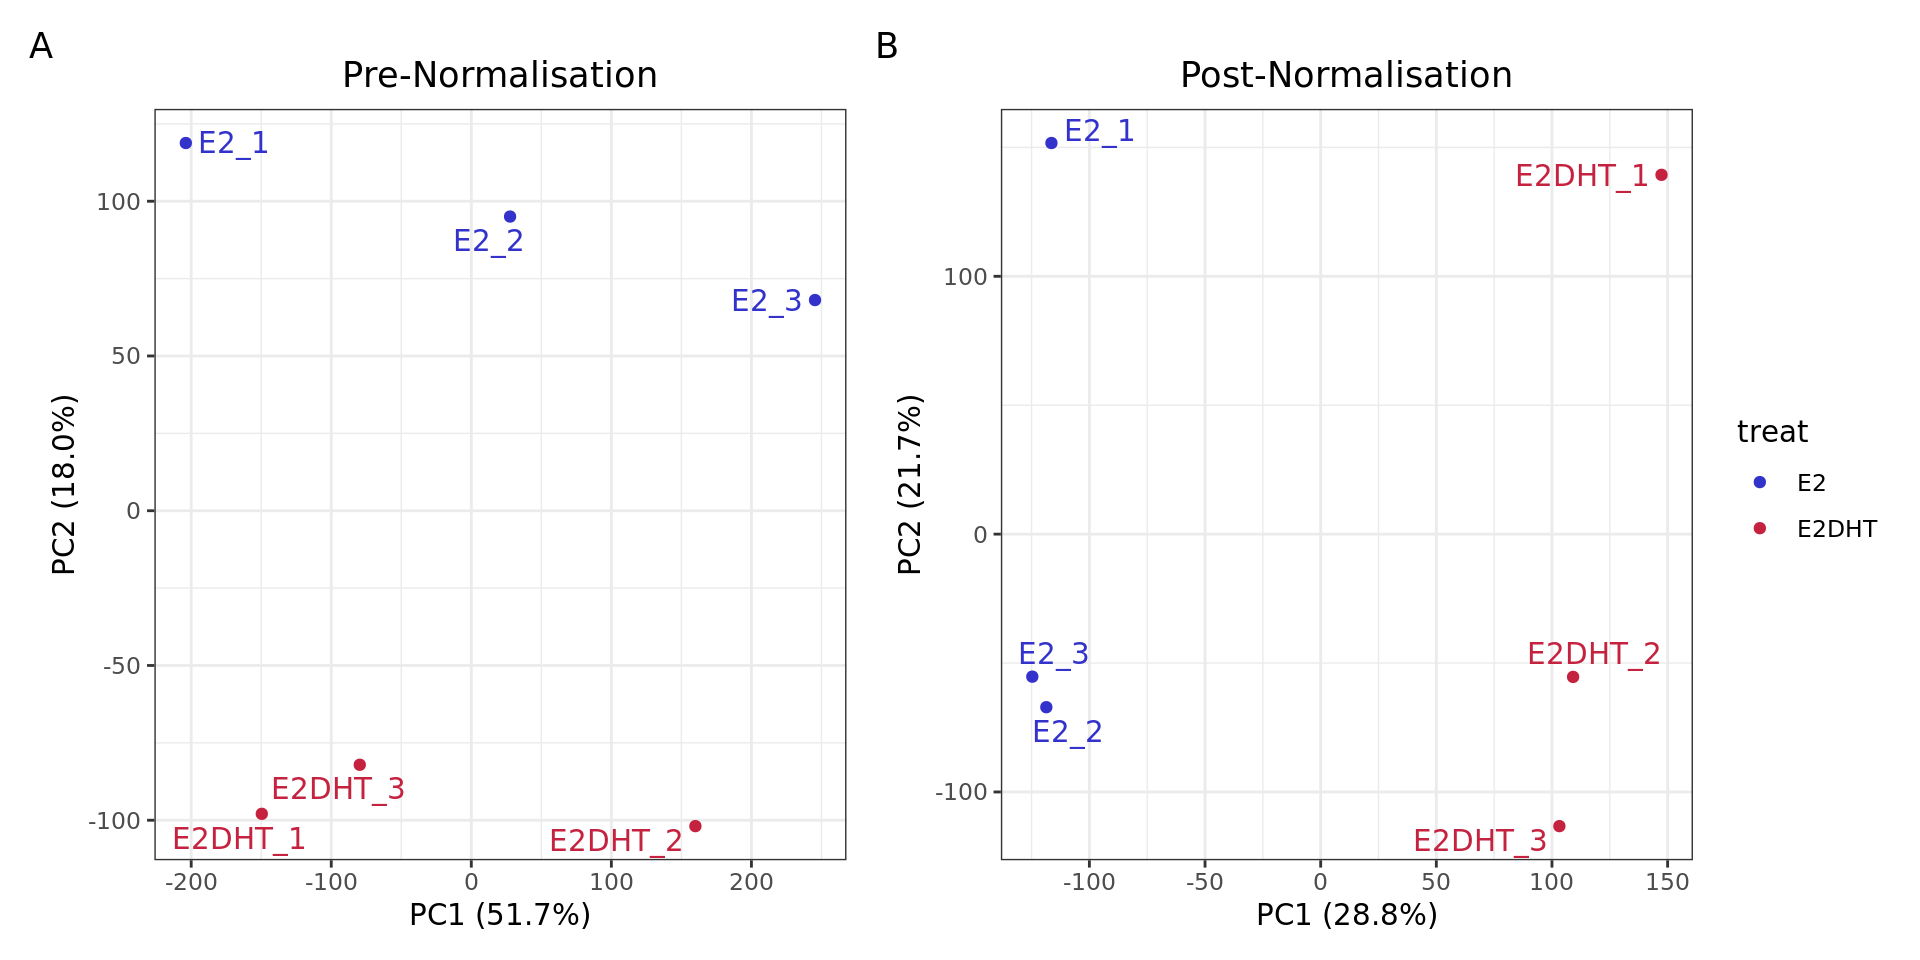 A
Pre-Normalisation
E2_1
E2_2
E2_3
E2DHT_3
E2DHT_1
E2DHT_2
100
50
0
-50
-100
-200
-100
0
100
200
PC1 (51.7%)
PC2 (18.0%)
B
Post-Normalisation
E2_1
E2DHT_1
E2_3
E2DHT_2
E2_2
E2DHT_3
100
0
-100
-100
-50
0
50
100
150
PC1 (28.8%)
PC2 (21.7%)
treat
E2
E2DHT